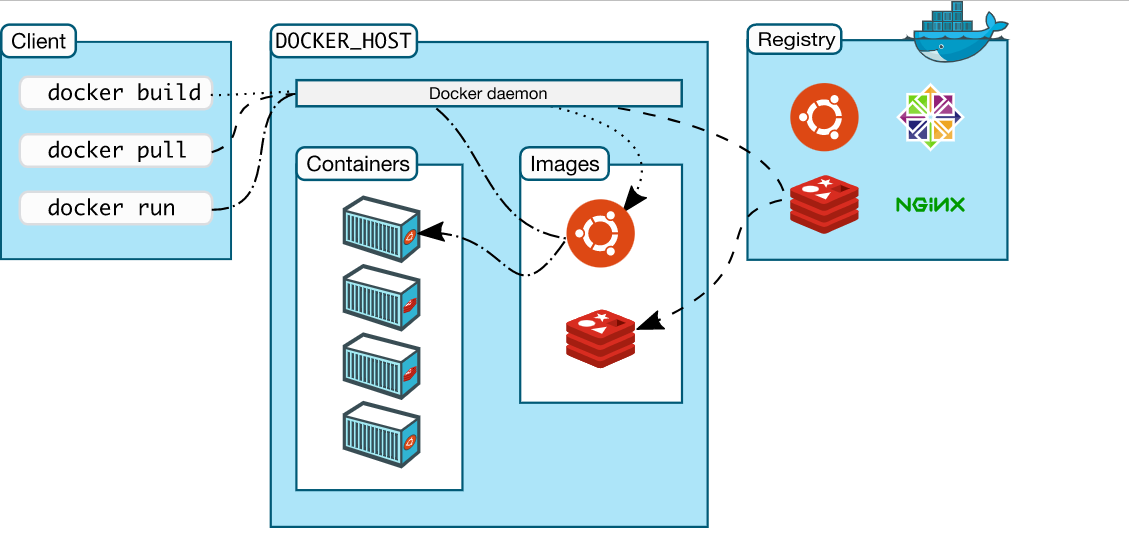 Client
docker build
docker pull
docker run
DOCKER_HOST
Docker daemon
Containers
Images
Registry
NGiNX